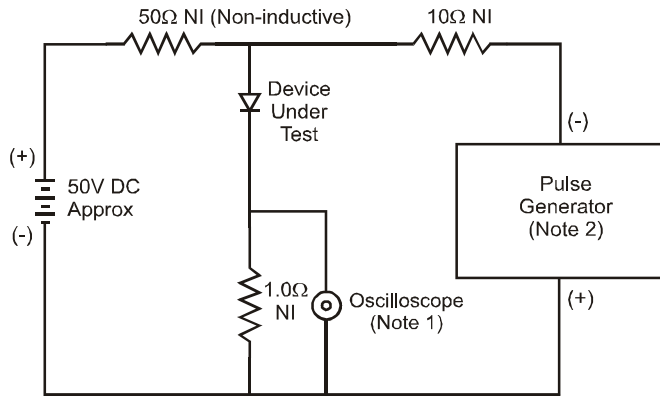 50Ω NI (Non-inductive)
10Ω NI
Device
Under
Test
(+)
50V DC
Approx
(-)
(-)
Pulse
Generator
(Note 2)
(+)
1.0Ω
NI
Oscilloscope
(Note 1)